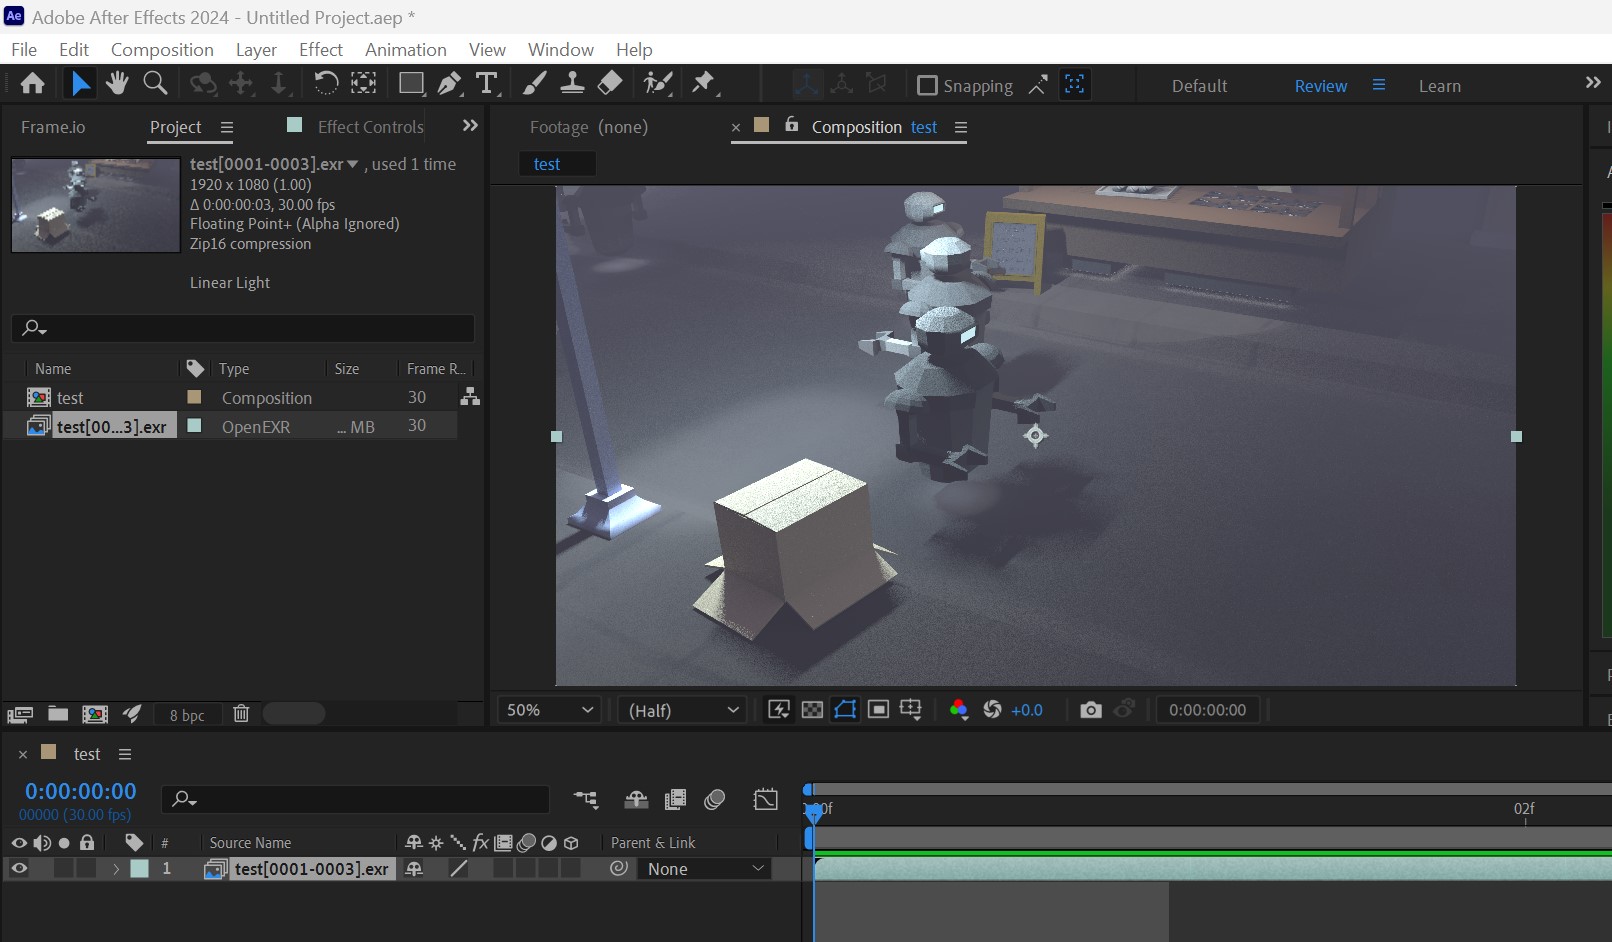 Ae Adobe After Effects 2024 - Untitled Project.aep *
File Edit Composition Layer Effect Animation View Window Help
Snapping Default Review Learn
Frame.io Project Effect Controls
Footage (none) Composition test
test
test[0001-0003].exr , used 1 time
1920 x 1080 (1.00)
Δ 0:00:00:03, 30.00 fps
Floating Point+ (Alpha Ignored)
Zip16 compression
Linear Light
Name Type Size Frame R...
test Composition 30
test[00...3].exr OpenEXR ... MB 30
8 bpc
50% (Half) +0.0 0:00:00:00
test
0:00:00:00
00000 (30.00 fps)
02f
# Source Name fx Parent & Link
1 test[0001-0003].exr None